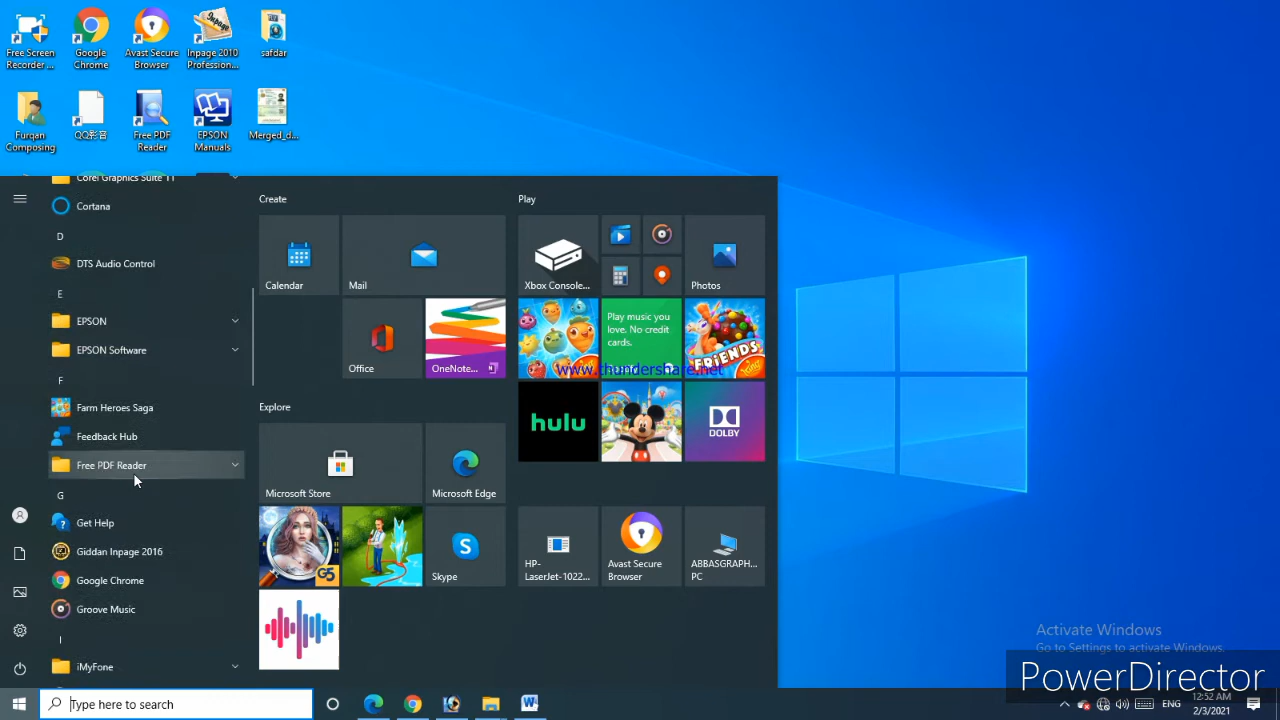 Free Screen
Recorder ...
Google
Chrome
Avast Secure
Browser
Inpage 2010
Profession...
safdar
Furqan
Composing
QQ影音
Free PDF
Reader
EPSON
Manuals
Merged_d...
Corel Graphics Suite 11
Cortana
D
DTS Audio Control
E
EPSON
EPSON Software
F
Farm Heroes Saga
Feedback Hub
Free PDF Reader
G
Get Help
Giddan Inpage 2016
Google Chrome
Groove Music
I
iMyFone
Create
Calendar
Mail
Office
OneNote...
Explore
Microsoft Store
Microsoft Edge
G5
Skype
Play
Xbox Console...
Photos
Play music you
love. No credit
cards.
FRIENDS
www.thundershare.net
hulu
DOLBY
HP-
LaserJet-1022...
Avast Secure
Browser
ABBASGRAPH...
PC
Activate Windows
Go to Settings to activate Windows.
PowerDirector
Type here to search
ENG
12:52 AM
2/3/2021